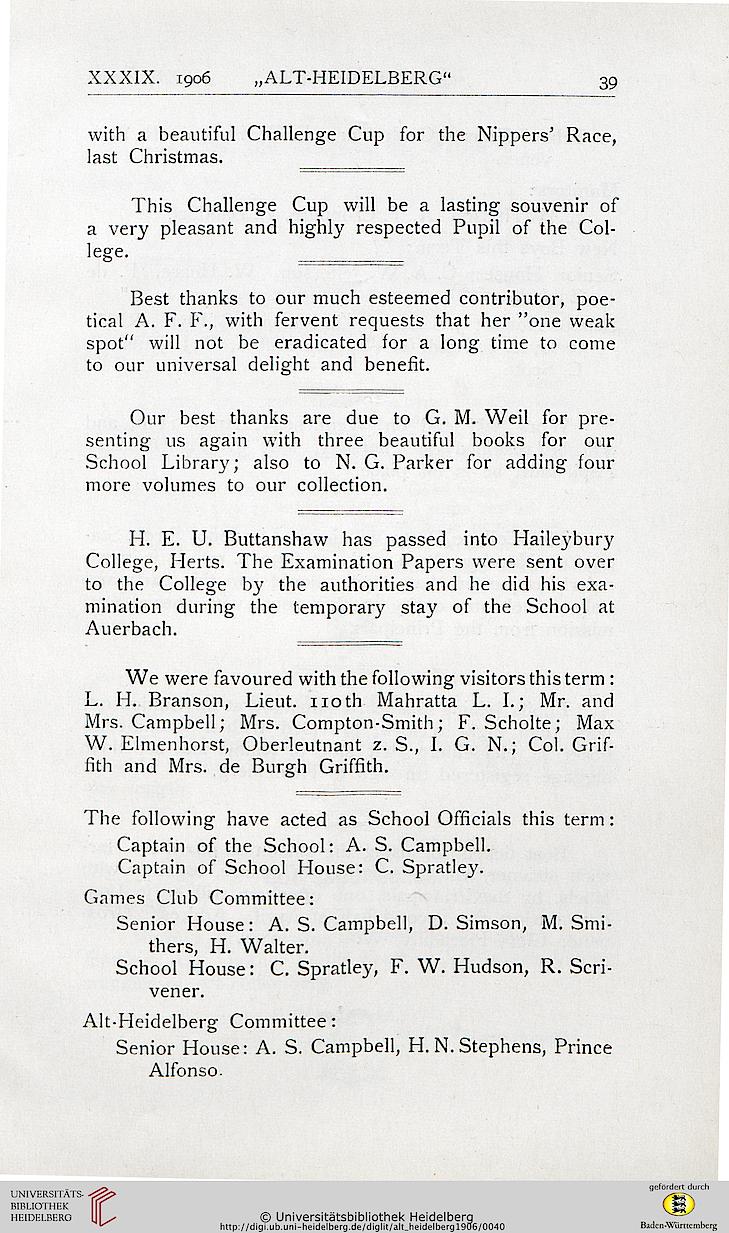 XXXIX. 1906 „ALT-HEIDELBERG“ 39
with a beautiful Challenge Cup for the Nippers’ Race,
last Christmas.
This Challenge Cup will be a lasting souvenir of
a very pleasant and highly respected Pupil of the Col-
lege.
Best thanks to our much esteemed contributor, poe-
tical A. F. F., with fervent requests that her ”one weak
spot“ will not be eradicated for a long time to come
to our universal delight and benefit.
Our best thanks are due to G. M. Weil for pre-
senting us again with three beautiful books for our
School Library; also to N. G. Parker for adding four
more volumes to our collection.
H. E. U. Buttanshaw has passed into Haileybury
College, Herts. The Examination Papers were sent over
to the College by the authorities and he did his exa-
mination during the temporary stay of the School at
Auerbach.
We were favoured with the following visitors this term :
L. H. Branson, Lieut. 110th Mahratta L. I.; Mr. and
Mrs. Campbell; Mrs. Compton-Smith; F. Scholte; Max
W. Elmenhorst, Oberleutnant z. S., I. G. N.; Col. Grif-
fith and Mrs. de Burgh Griffith.
The following have acted as School Officials this term:
Captain of the School: A. S. Campbell.
Captain of School House: C. Spratley.
Games Club Committee:
Senior House: A. S. Campbell, D. Simson, M. Smi-
thers, H. Walter.
School House: C. Spratley, F. W. Hudson, R. Scri-
vener.
Alt-Heidelberg Committee:
Senior House: A. S. Campbell, H. N. Stephens, Prince
Alfonso.
UNIVERSITÄTS-
BIBLIOTHEK
HEIDELBERG
© Universitätsbibliothek Heidelberg
http://digi.ub.uni-heidelberg.de/diglit/alt_heidelberg1906/0040
gefördert durch
Baden-Württemberg